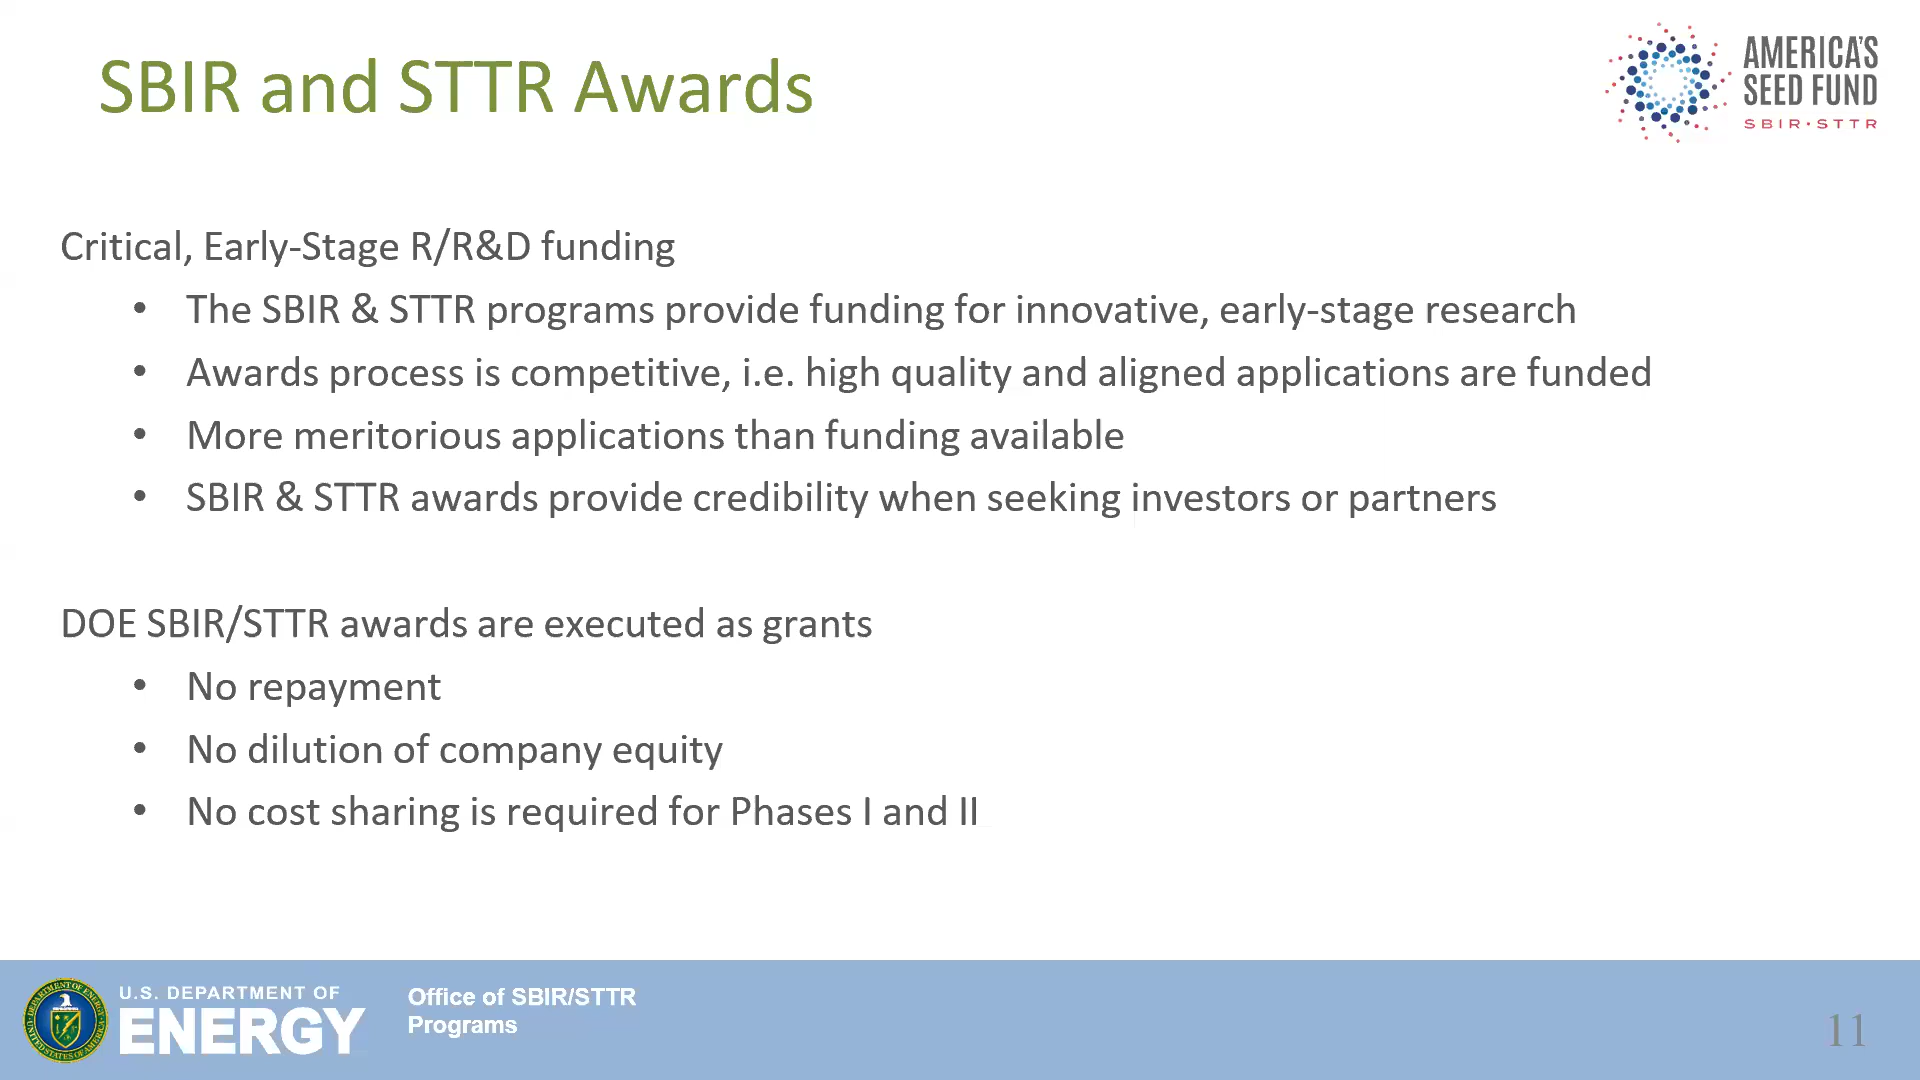 SBIR and STTR Awards
AMERICA'S
SEED FUND
SBIR·STTR
Critical, Early-Stage R/R&D funding
• The SBIR & STTR programs provide funding for innovative, early-stage research
• Awards process is competitive, i.e. high quality and aligned applications are funded
• More meritorious applications than funding available
• SBIR & STTR awards provide credibility when seeking investors or partners
DOE SBIR/STTR awards are executed as grants
• No repayment
• No dilution of company equity
• No cost sharing is required for Phases I and II
U.S. DEPARTMENT OF
ENERGY
Office of SBIR/STTR
Programs
11